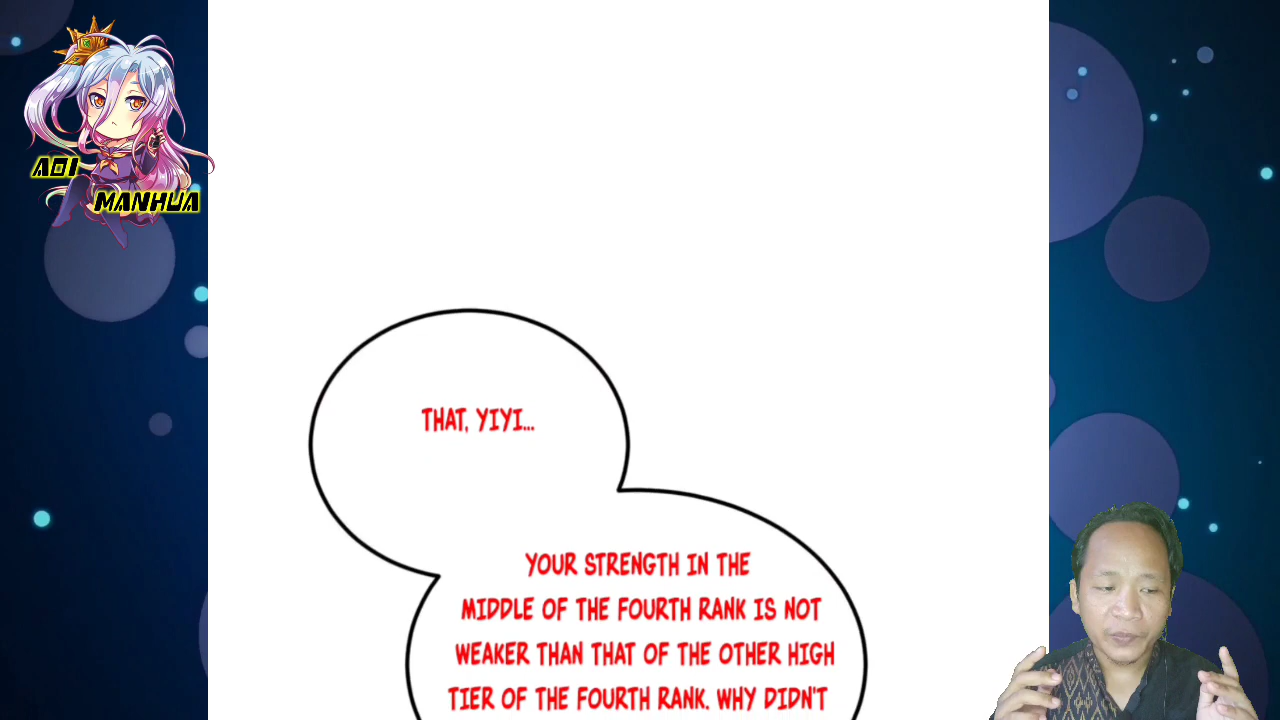 AOI
MANHUA
THAT, YIYI...
YOUR STRENGTH IN THE
MIDDLE OF THE FOURTH RANK IS NOT
WEAKER THAN THAT OF THE OTHER HIGH
TIER OF THE FOURTH RANK. WHY DIDN'T